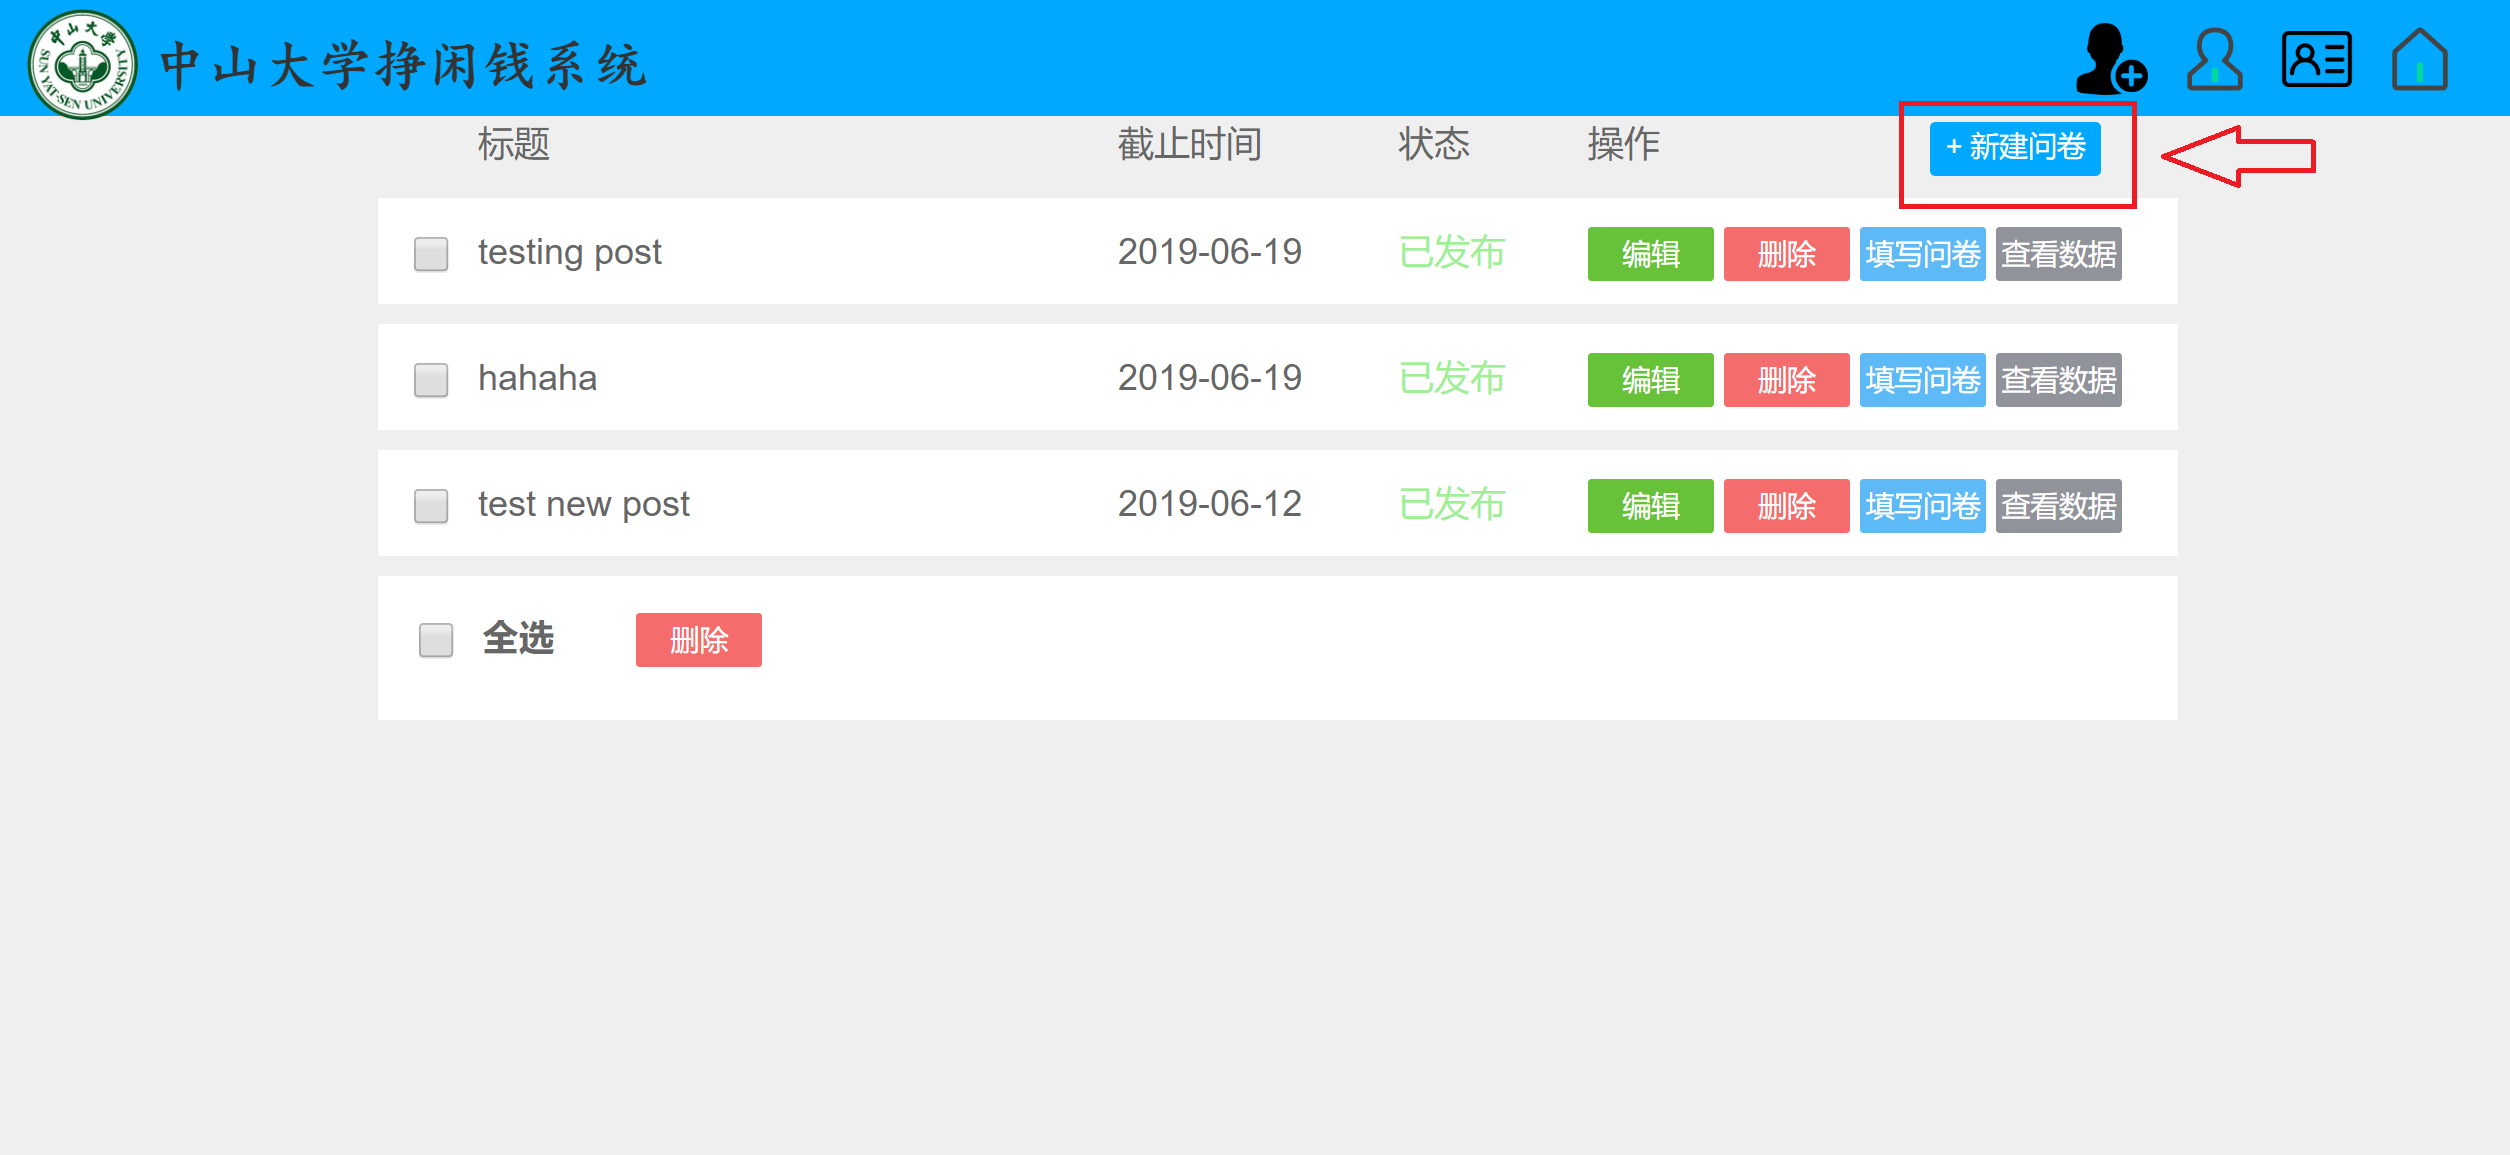 中山大学
SUN YAT-SEN UNIVERSITY
中山大学挣闲钱系统
标题 截止时间 状态 操作 + 新建问卷
testing post 2019-06-19 已发布 编辑 删除 填写问卷 查看数据
hahaha 2019-06-19 已发布 编辑 删除 填写问卷 查看数据
test new post 2019-06-12 已发布 编辑 删除 填写问卷 查看数据
全选 删除